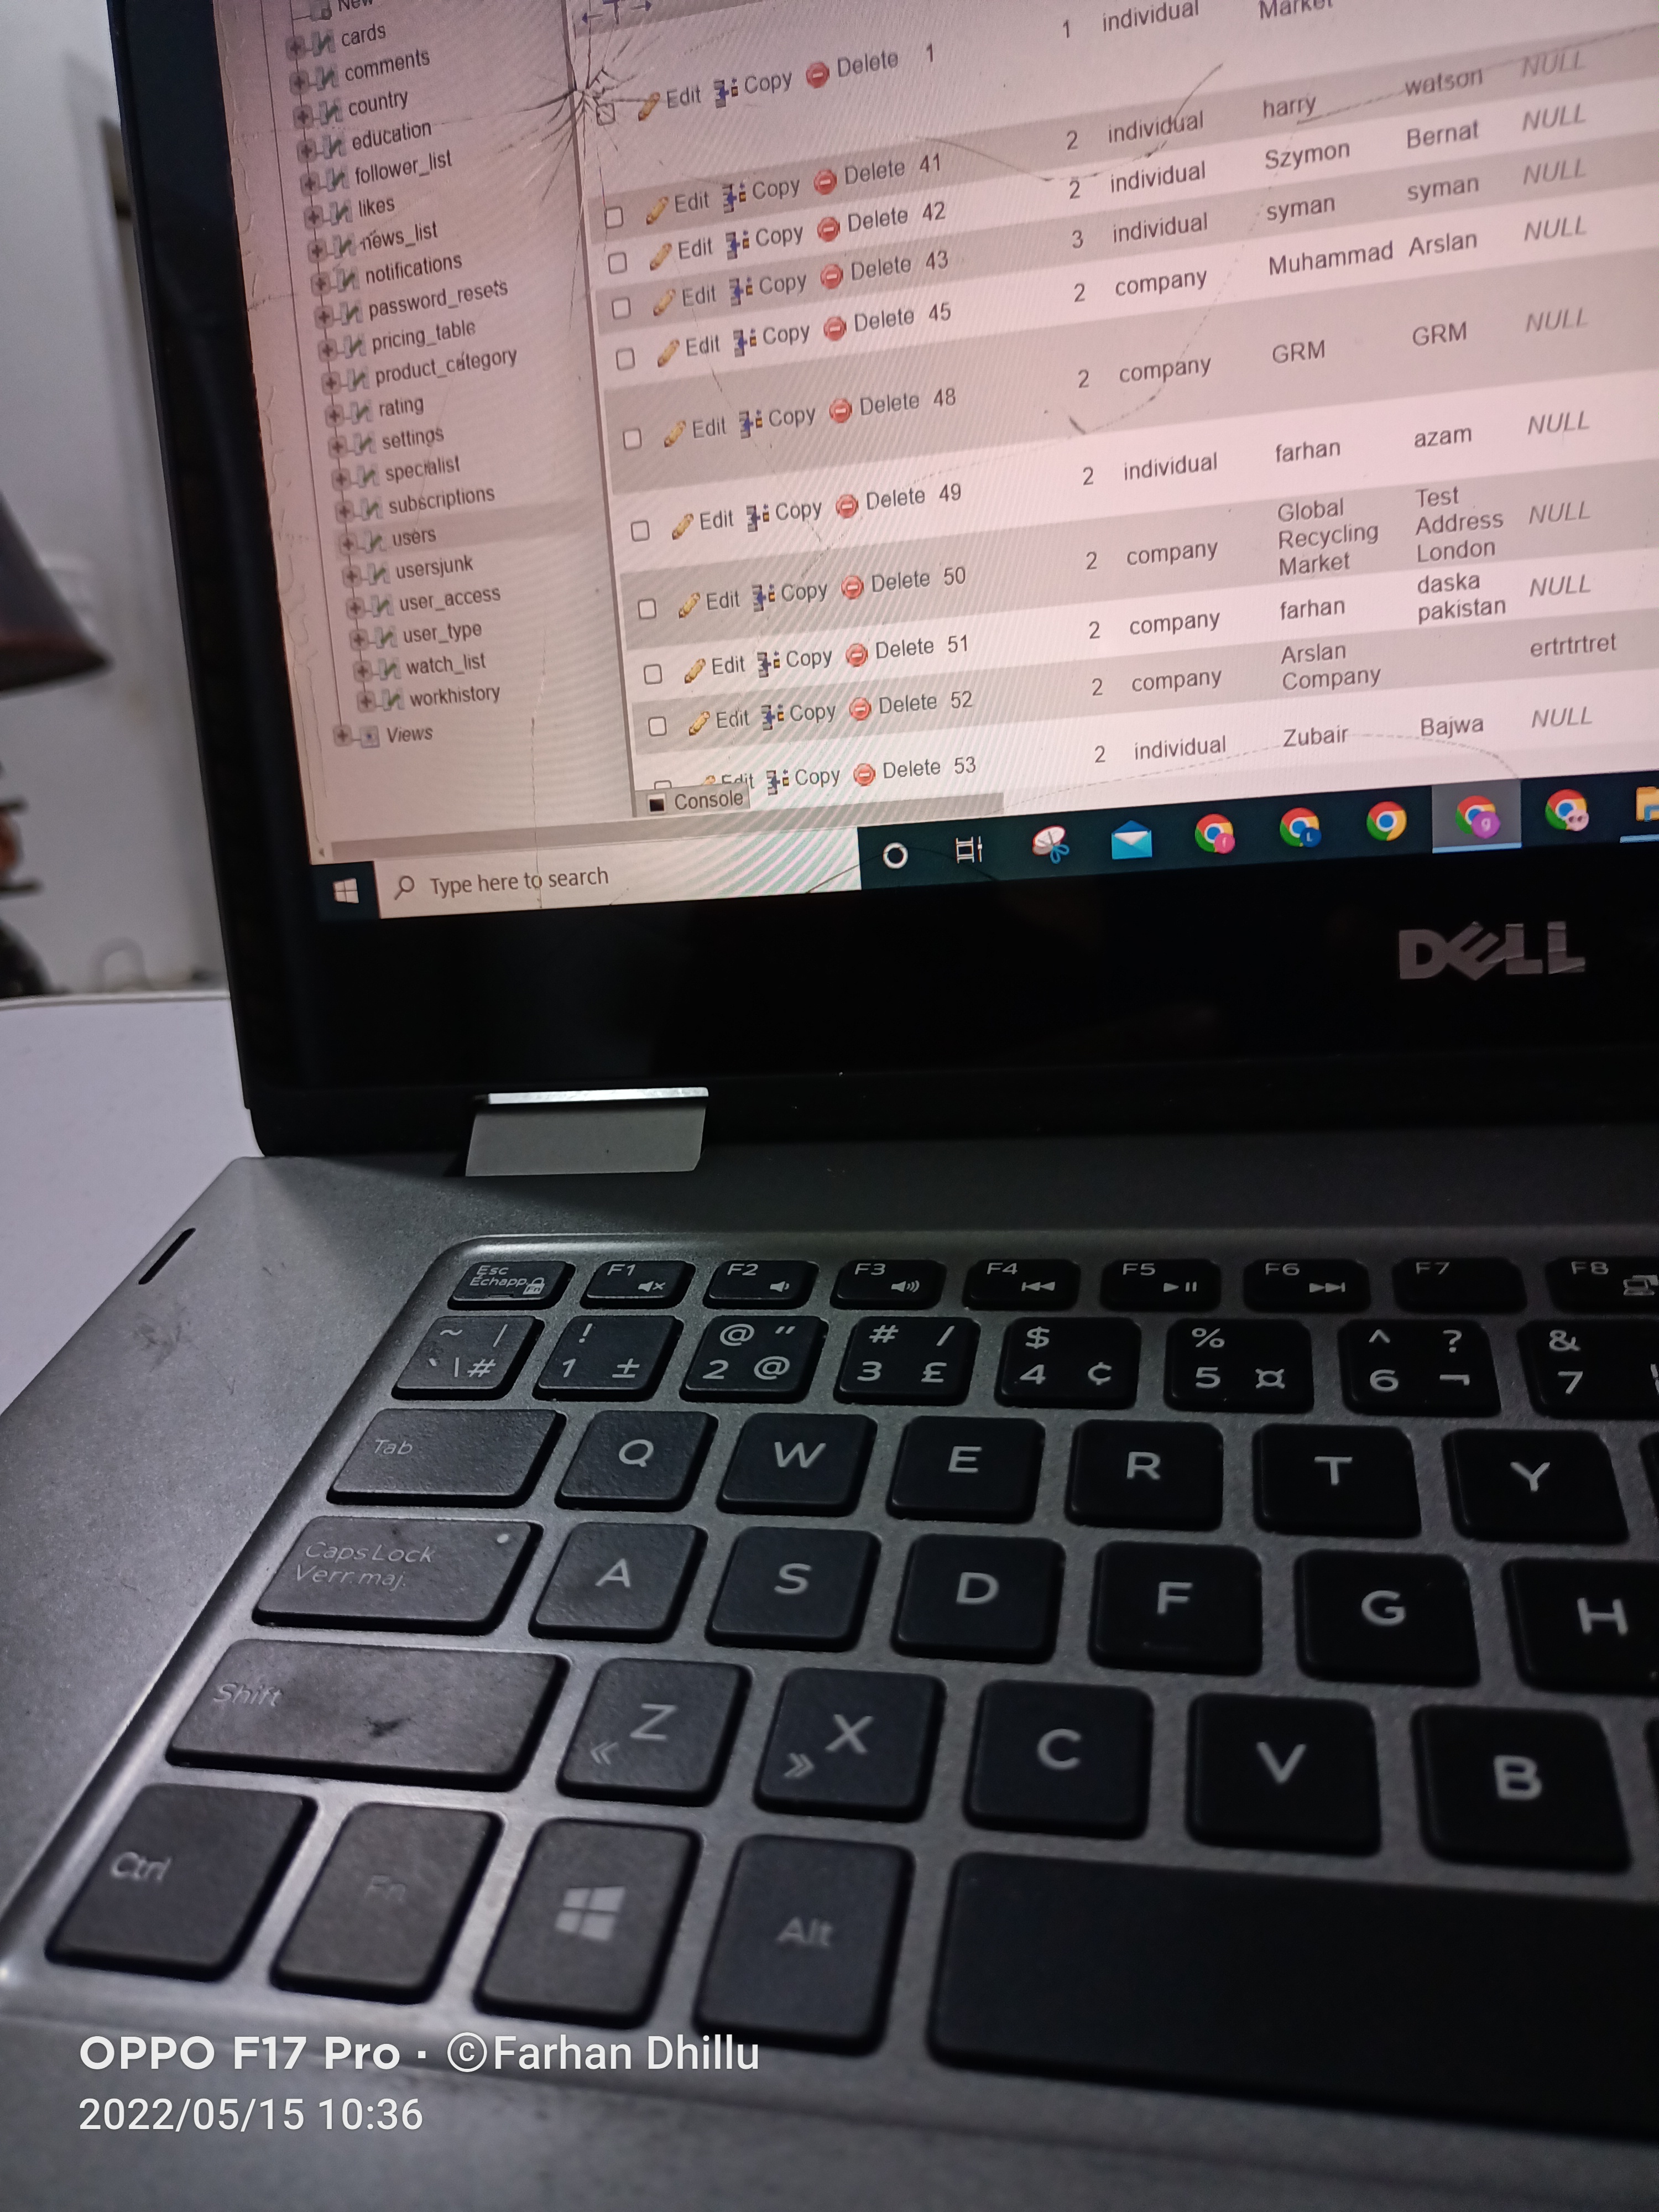 New
cards
comments
country
education
follower_list
likes
news_list
notifications
password_resets
pricing_table
product_category
rating
settings
specialist
subscriptions
users
usersjunk
user_access
user_type
watch_list
workhistory
Views
←T→
Edit Copy Delete 1 1 individual Market
Edit Copy Delete 41 2 individual harry watson NULL
Edit Copy Delete 42 2 individual Szymon Bernat NULL
Edit Copy Delete 43 3 individual syman syman NULL
Edit Copy Delete 45 2 company Muhammad Arslan NULL
Edit Copy Delete 48 2 company GRM GRM NULL
Edit Copy Delete 49 2 individual farhan azam NULL
Edit Copy Delete 50 2 company Global Recycling Market Test Address London NULL
Edit Copy Delete 51 2 company farhan daska pakistan NULL
Edit Copy Delete 52 2 company Arslan Company ertrtrtret
Edit Copy Delete 53 2 individual Zubair Bajwa NULL
Console
Type here to search
DELL
Esc F1 F2 F3 F4 F5 F6 F7 F8
Échapp. Fn
~ | ! @ " # / $ % ^ ? &
` \ # 1 ± 2 @ 3 £ 4 ¢ 5 ¤ 6 ¬ 7
Tab Q W E R T Y
Caps Lock A S D F G H
Verr. maj.
Shift Z X C V B
« »
Ctrl Fn Alt
OPPO F17 Pro · ©Farhan Dhillu
2022/05/15 10:36